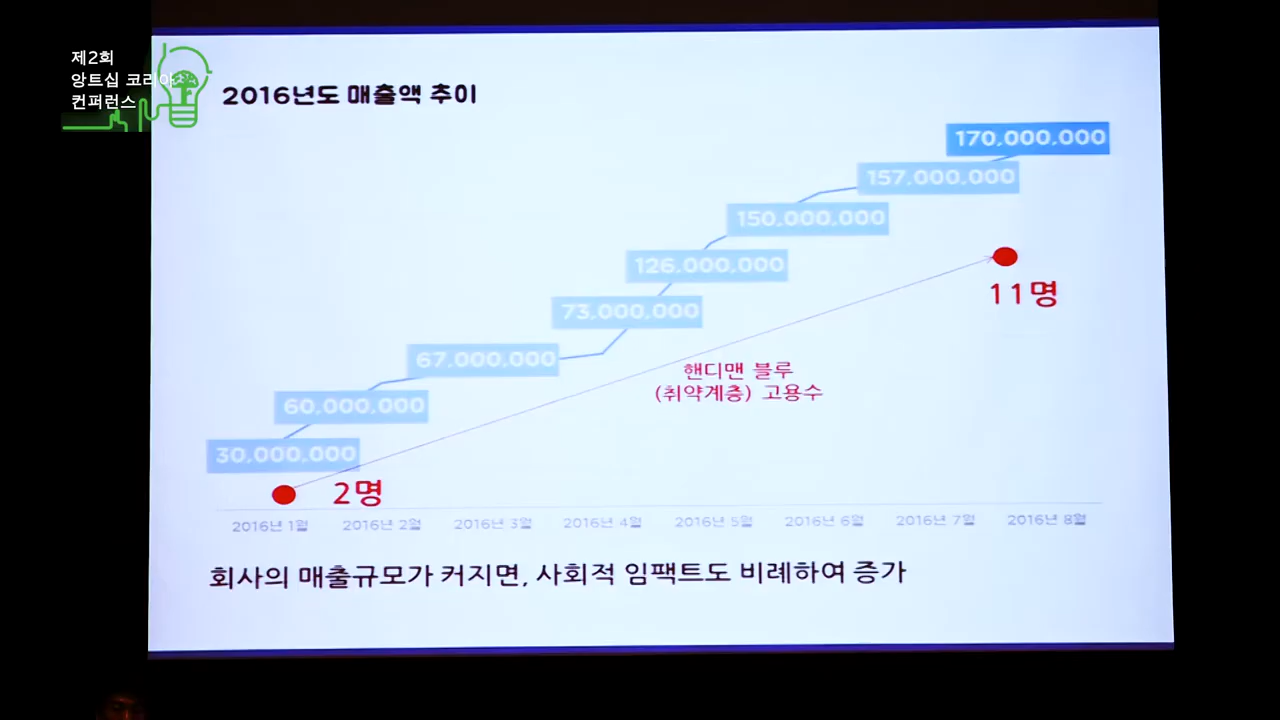 제2회
앙트십 코리아
컨퍼런스
2016년도 매출액 추이
170,000,000
157,000,000
150,000,000
126,000,000
73,000,000
67,000,000
60,000,000
30,000,000
11명
핸디맨 블루
(취약계층) 고용수
2명
2016년 1월 2016년 2월 2016년 3월 2016년 4월 2016년 5월 2016년 6월 2016년 7월 2016년 8월
회사의 매출규모가 커지면, 사회적 임팩트도 비례하여 증가